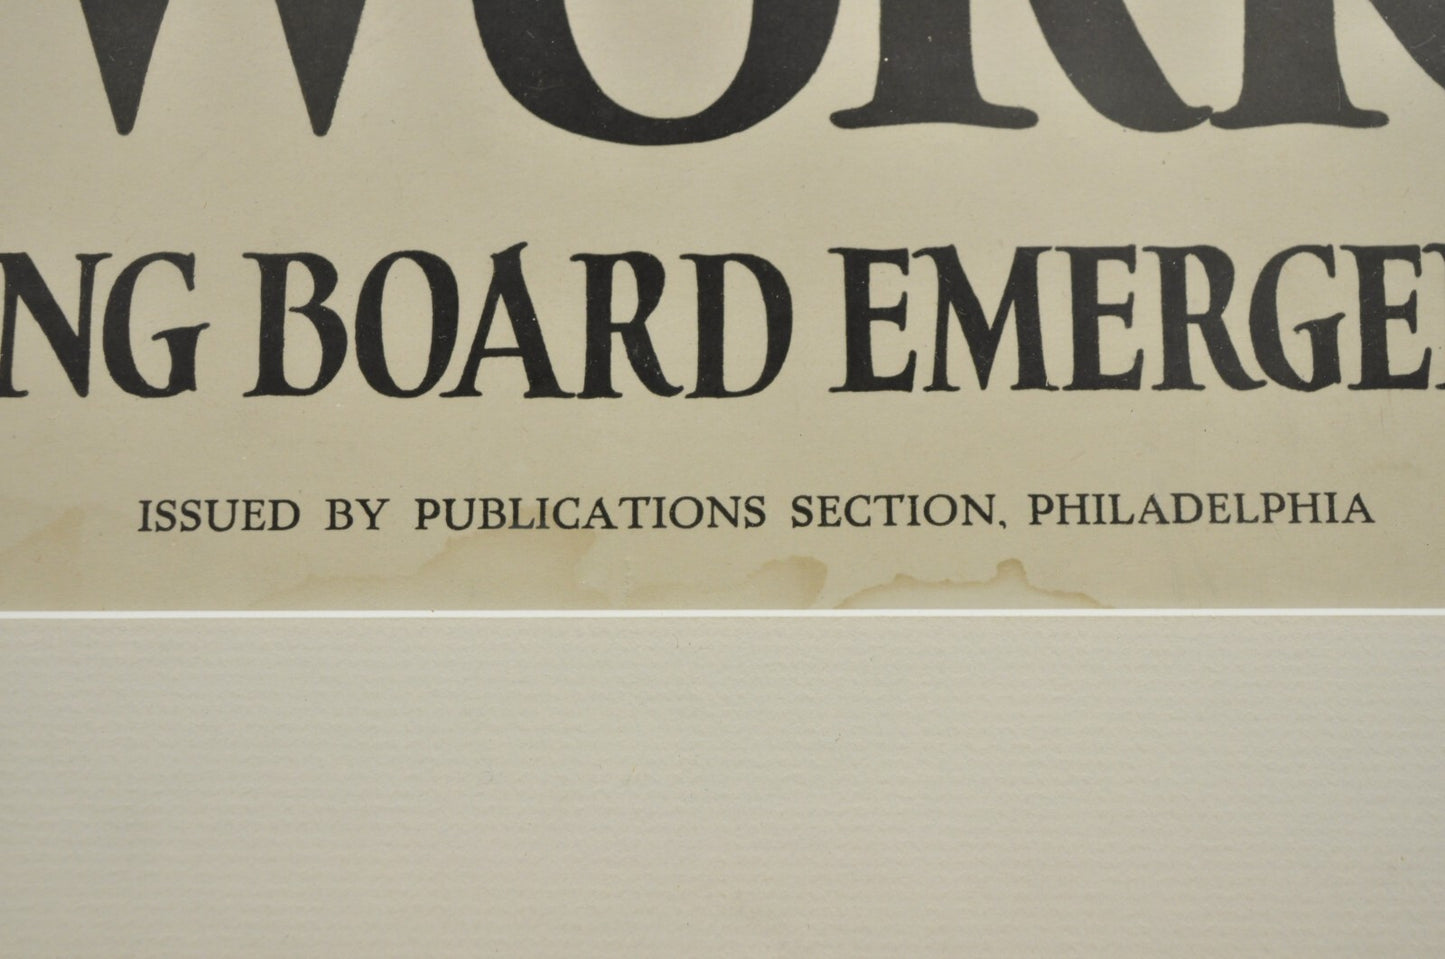 WORK
NG BOARD EMERGE
ISSUED BY PUBLICATIONS SECTION, PHILADELPHIA